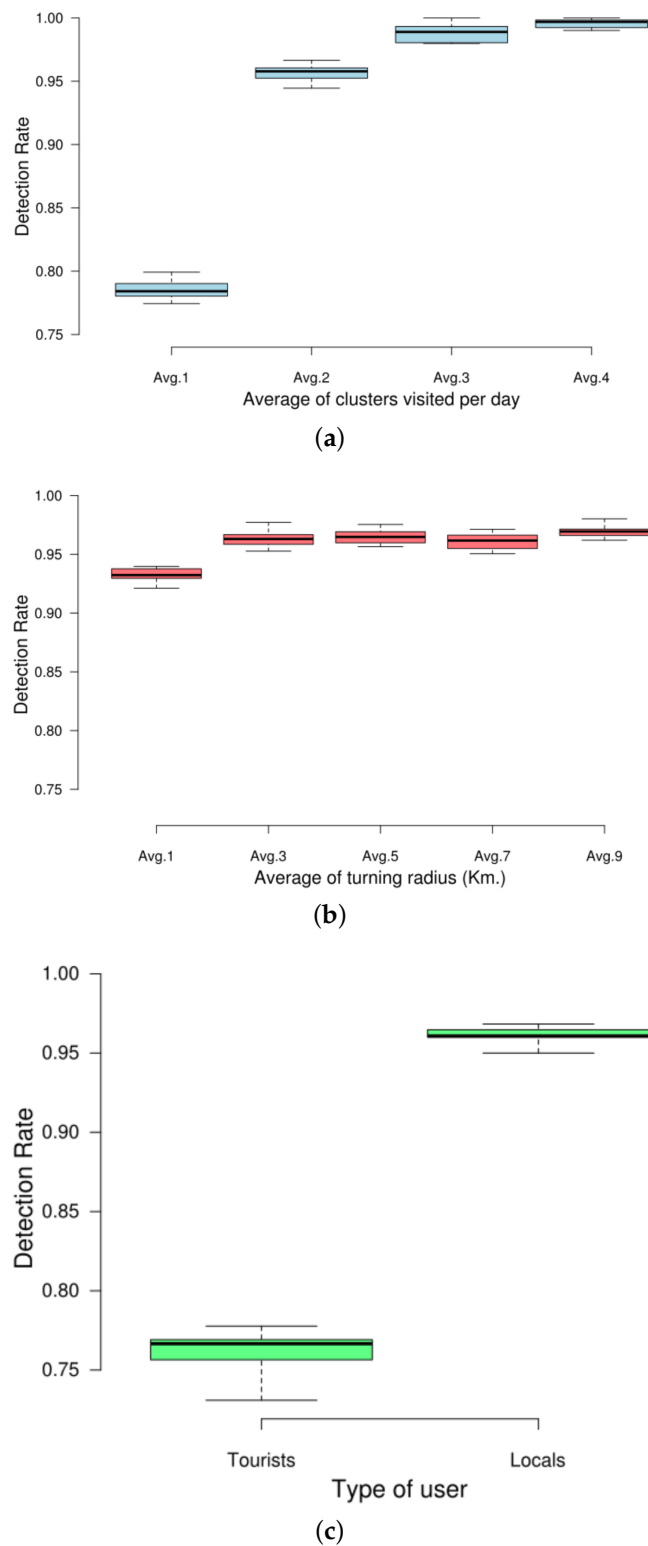 1.00
0.95
0.90
0.85
0.80
0.75
Detection Rate
Avg.1 Avg.2 Avg.3 Avg.4
Average of clusters visited per day
(a)
1.00
0.95
0.90
0.85
0.80
0.75
Detection Rate
Avg.1 Avg.3 Avg.5 Avg.7 Avg.9
Average of turning radius (Km.)
(b)
1.00
0.95
0.90
0.85
0.80
0.75
Detection Rate
Tourists Locals
Type of user
(c)